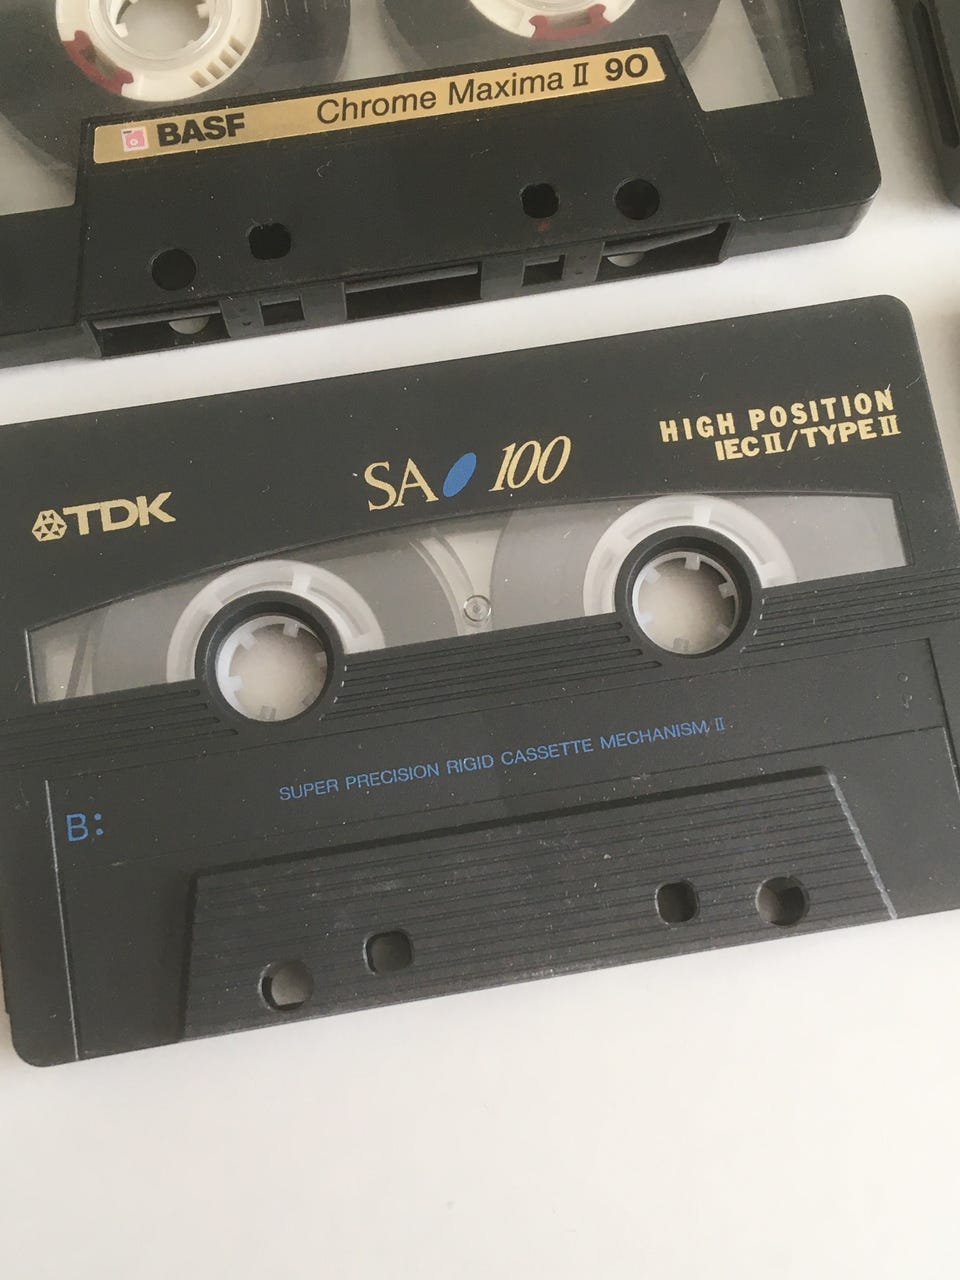 BASF Chrome Maxima II 90
HIGH POSITION
IEC II/TYPE II
SA 100
TDK
SUPER PRECISION RIGID CASSETTE MECHANISM II
B: